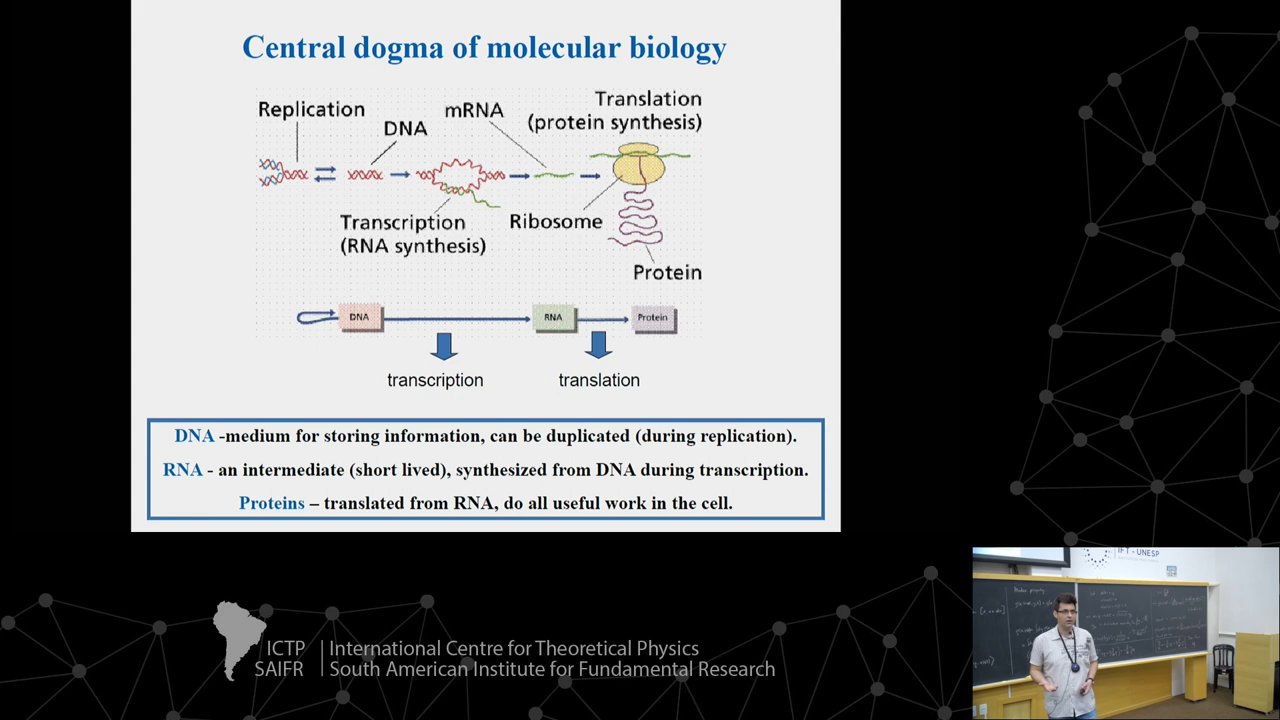 Central dogma of molecular biology
Replication
DNA
mRNA
Translation
(protein synthesis)
Transcription
(RNA synthesis)
Ribosome
Protein
DNA
RNA
Protein
transcription
translation
DNA -medium for storing information, can be duplicated (during replication).
RNA - an intermediate (short lived), synthesized from DNA during transcription.
Proteins – translated from RNA, do all useful work in the cell.
IFT - UNESP
ICTP
SAIFR
International Centre for Theoretical Physics
South American Institute for Fundamental Research